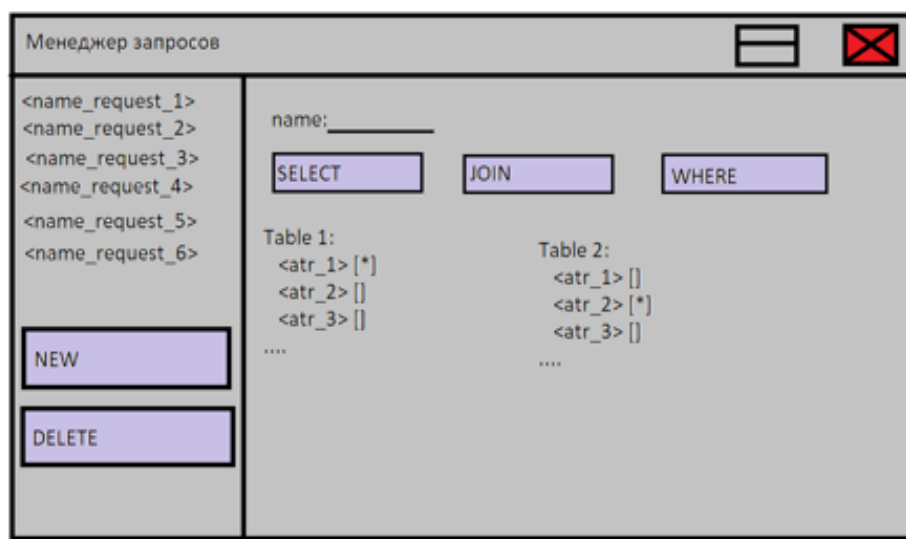 Менеджер запросов
<name_request_1>
<name_request_2>
<name_request_3>
<name_request_4>
<name_request_5>
<name_request_6>
NEW
DELETE
name:________
SELECT
JOIN
WHERE
Table 1:
<atr_1> [*]
<atr_2> []
<atr_3> []
....
Table 2:
<atr_1> []
<atr_2> [*]
<atr_3> []
....